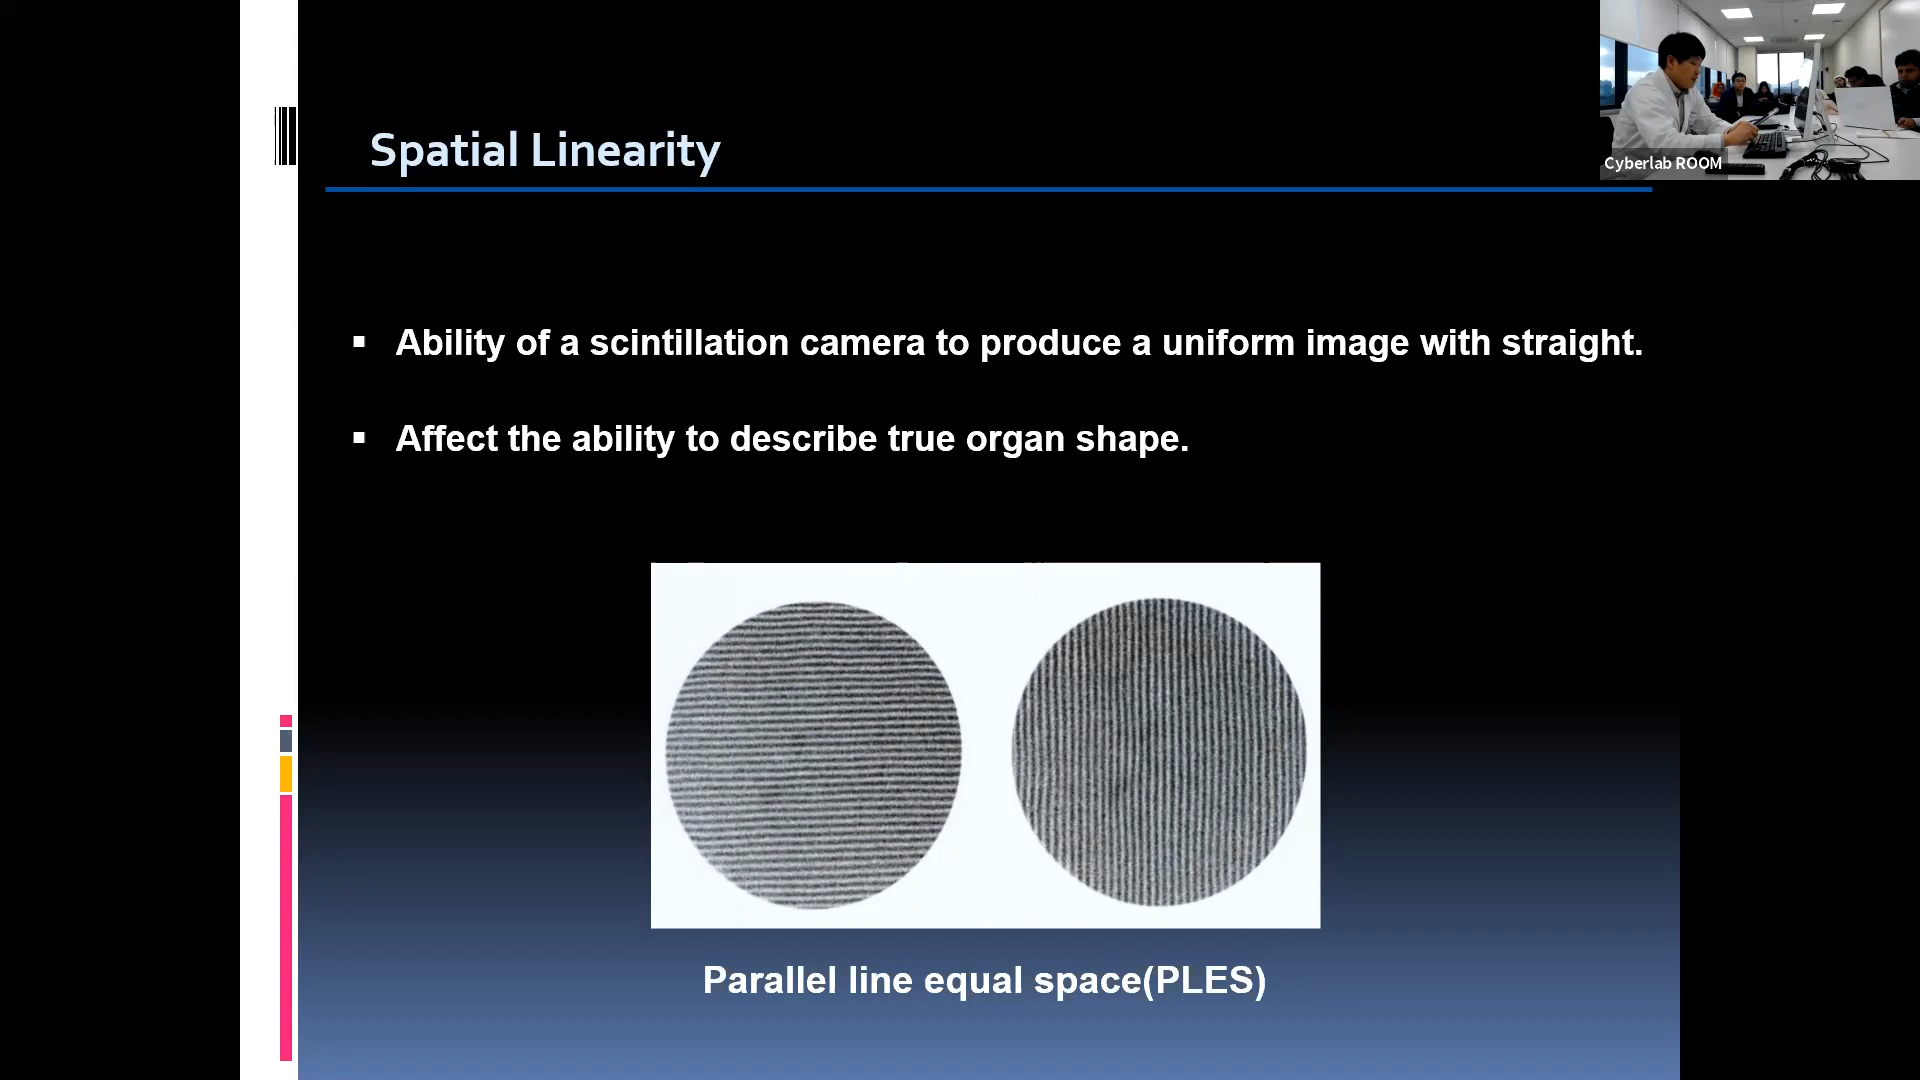 Spatial Linearity
Cyberlab ROOM
▪ Ability of a scintillation camera to produce a uniform image with straight.
▪ Affect the ability to describe true organ shape.
Parallel line equal space(PLES)